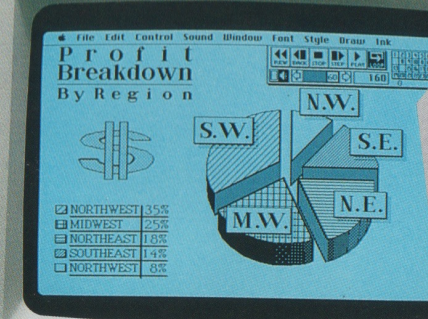 File Edit Control Sound Window Font Style Draw Ink
Profit
Breakdown
By Region
REW BACK STOP STEP PLAY
60 160
N.W.
S.W.
S.E.
N.E.
M.W.
NORTHWEST 35%
MIDWEST 25%
NORTHEAST 18%
SOUTHEAST 14%
NORTHWEST 8%